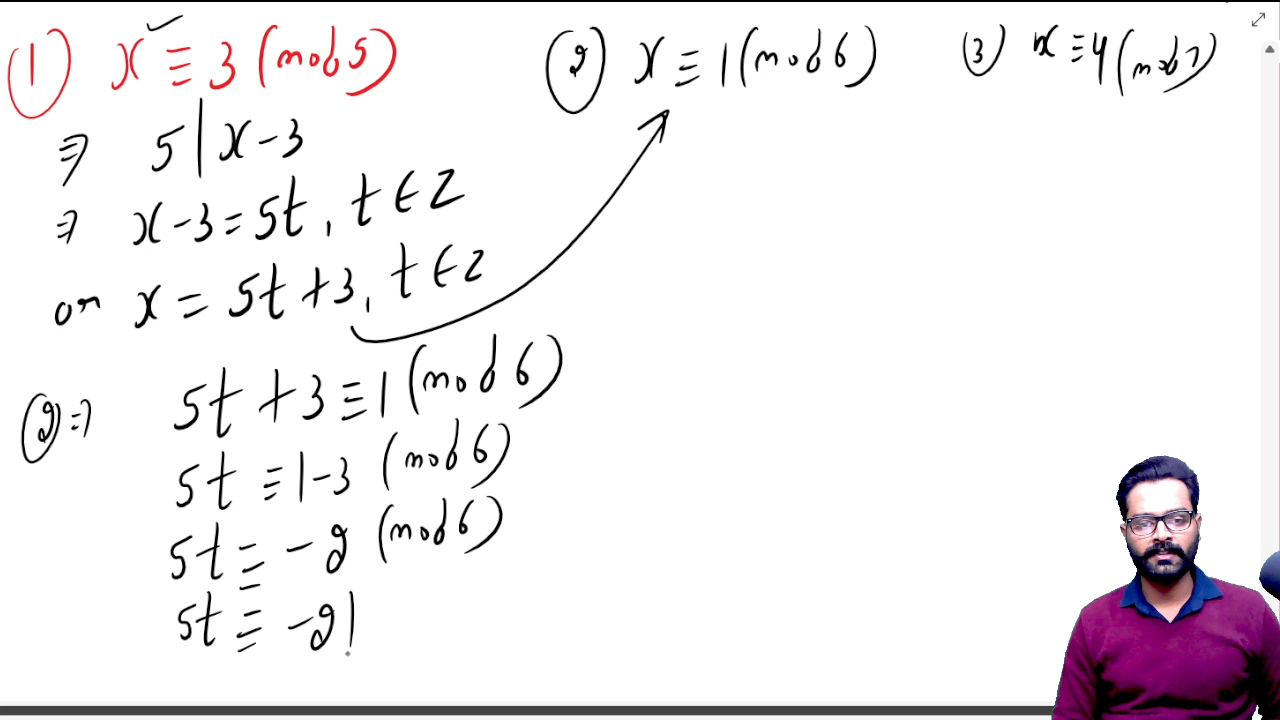 (1) x ≡ 3 (mod 5)
(2) x ≡ 1 (mod 6)
(3) x ≡ 4 (mod 7)
⇒ 5 | x - 3
⇒ x - 3 = 5t, t ∈ Z
or x = 5t + 3, t ∈ Z
(2) ⇒ 5t + 3 ≡ 1 (mod 6)
5t ≡ 1 - 3 (mod 6)
5t ≡ -2 (mod 6)
5t ≡ -2 |